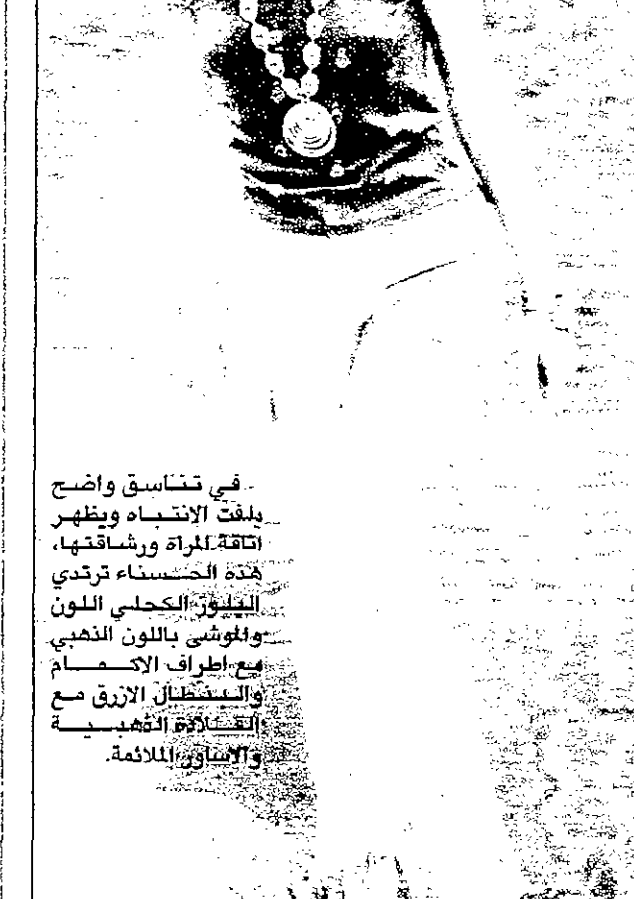 في تناسق واضح
يلفت الانتباه ويظهر
اناقة المراة ورشاقتها،
هذه الحسناء ترتدي
البلوز الكحلي اللون
والموشى باللون الذهبي
مع اطراف الاكمام
والبنطال الازرق مع
القلادة الذهبية
والاساور الملائمة.